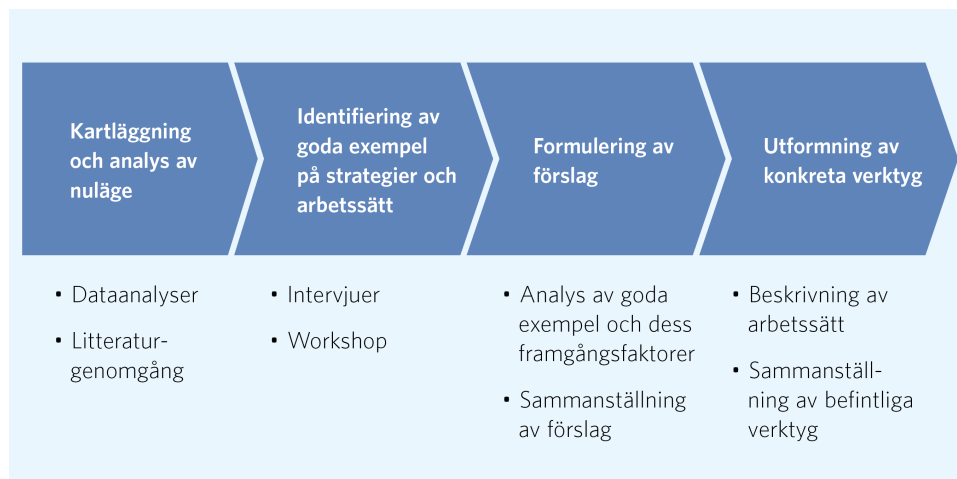 Kartläggning
och analys av
nuläge
Identifiering av
goda exempel
på strategier och
arbetssätt
Formulering av
förslag
Utformning av
konkreta verktyg
• Dataanalyser
• Litteratur-
genomgång
• Intervjuer
• Workshop
• Analys av goda
exempel och dess
framgångsfaktorer
• Sammanställning
av förslag
• Beskrivning av
arbetssätt
• Sammanställ-
ning av befintliga
verktyg